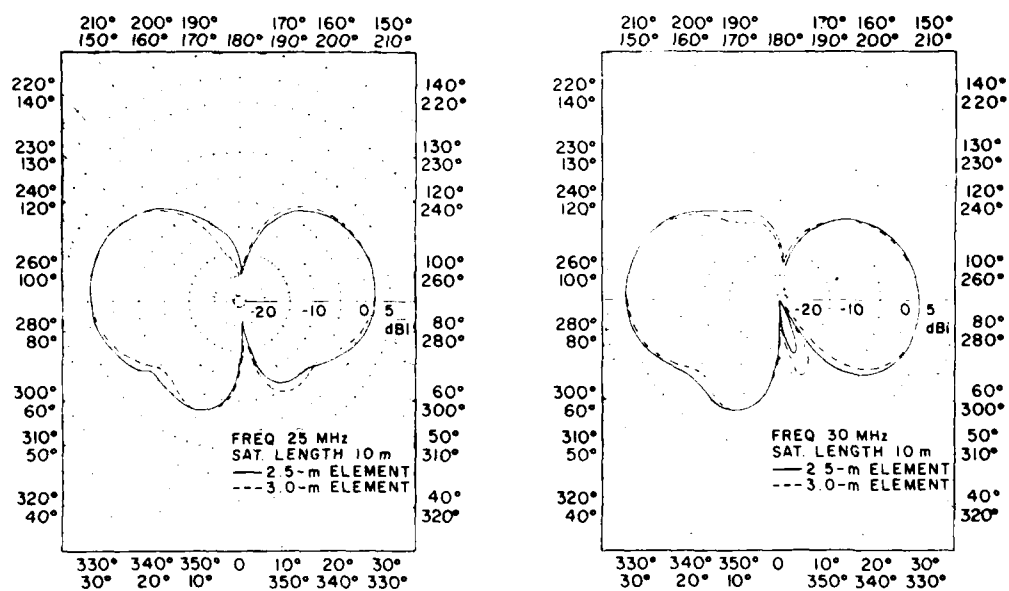 210° 200° 190° 170° 160° 150°
150° 160° 170° 180° 190° 200° 210°
220° 140°
140° 220°
230° 130°
130° 230°
240° 120°
120° 240°
260° 100°
100° 260°
-20 -10 0 5
dBi
280° 80°
80° 280°
300° 60°
60° 300°
310° 50°
50° 310°
FREQ 25 MHz
SAT. LENGTH 10 m
2.5-m ELEMENT
3.0-m ELEMENT
320° 40°
40° 320°
330° 340° 350° 0 10° 20° 30°
30° 20° 10° 350° 340° 330°
210° 200° 190° 170° 160° 150°
150° 160° 170° 180° 190° 200° 210°
220° 140°
140° 220°
230° 130°
130° 230°
240° 120°
120° 240°
260° 100°
100° 260°
-20 -10 0 5
dBi
280° 80°
80° 280°
300° 60°
60° 300°
310° 50°
50° 310°
FREQ 30 MHz
SAT. LENGTH 10 m
2 5-m ELEMENT
3.0-m ELEMENT
320° 40°
40° 320°
330° 340° 350° 0 10° 20° 30°
30° 20° 10° 350° 340° 330°